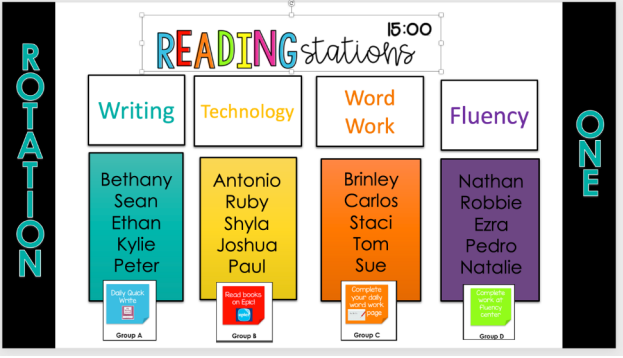 ROTATION
READING stations
15:00
ONE
Writing
Technology
Word
Work
Fluency
Bethany
Sean
Ethan
Kylie
Peter
Antonio
Ruby
Shyla
Joshua
Paul
Brinley
Carlos
Staci
Tom
Sue
Nathan
Robbie
Ezra
Pedro
Natalie
Daily Quick
Write
Group A
Read books
on Epic!
epic!
Group B
Complete
your daily
word work
page
Group C
Complete
work at
Fluency
center
Group D